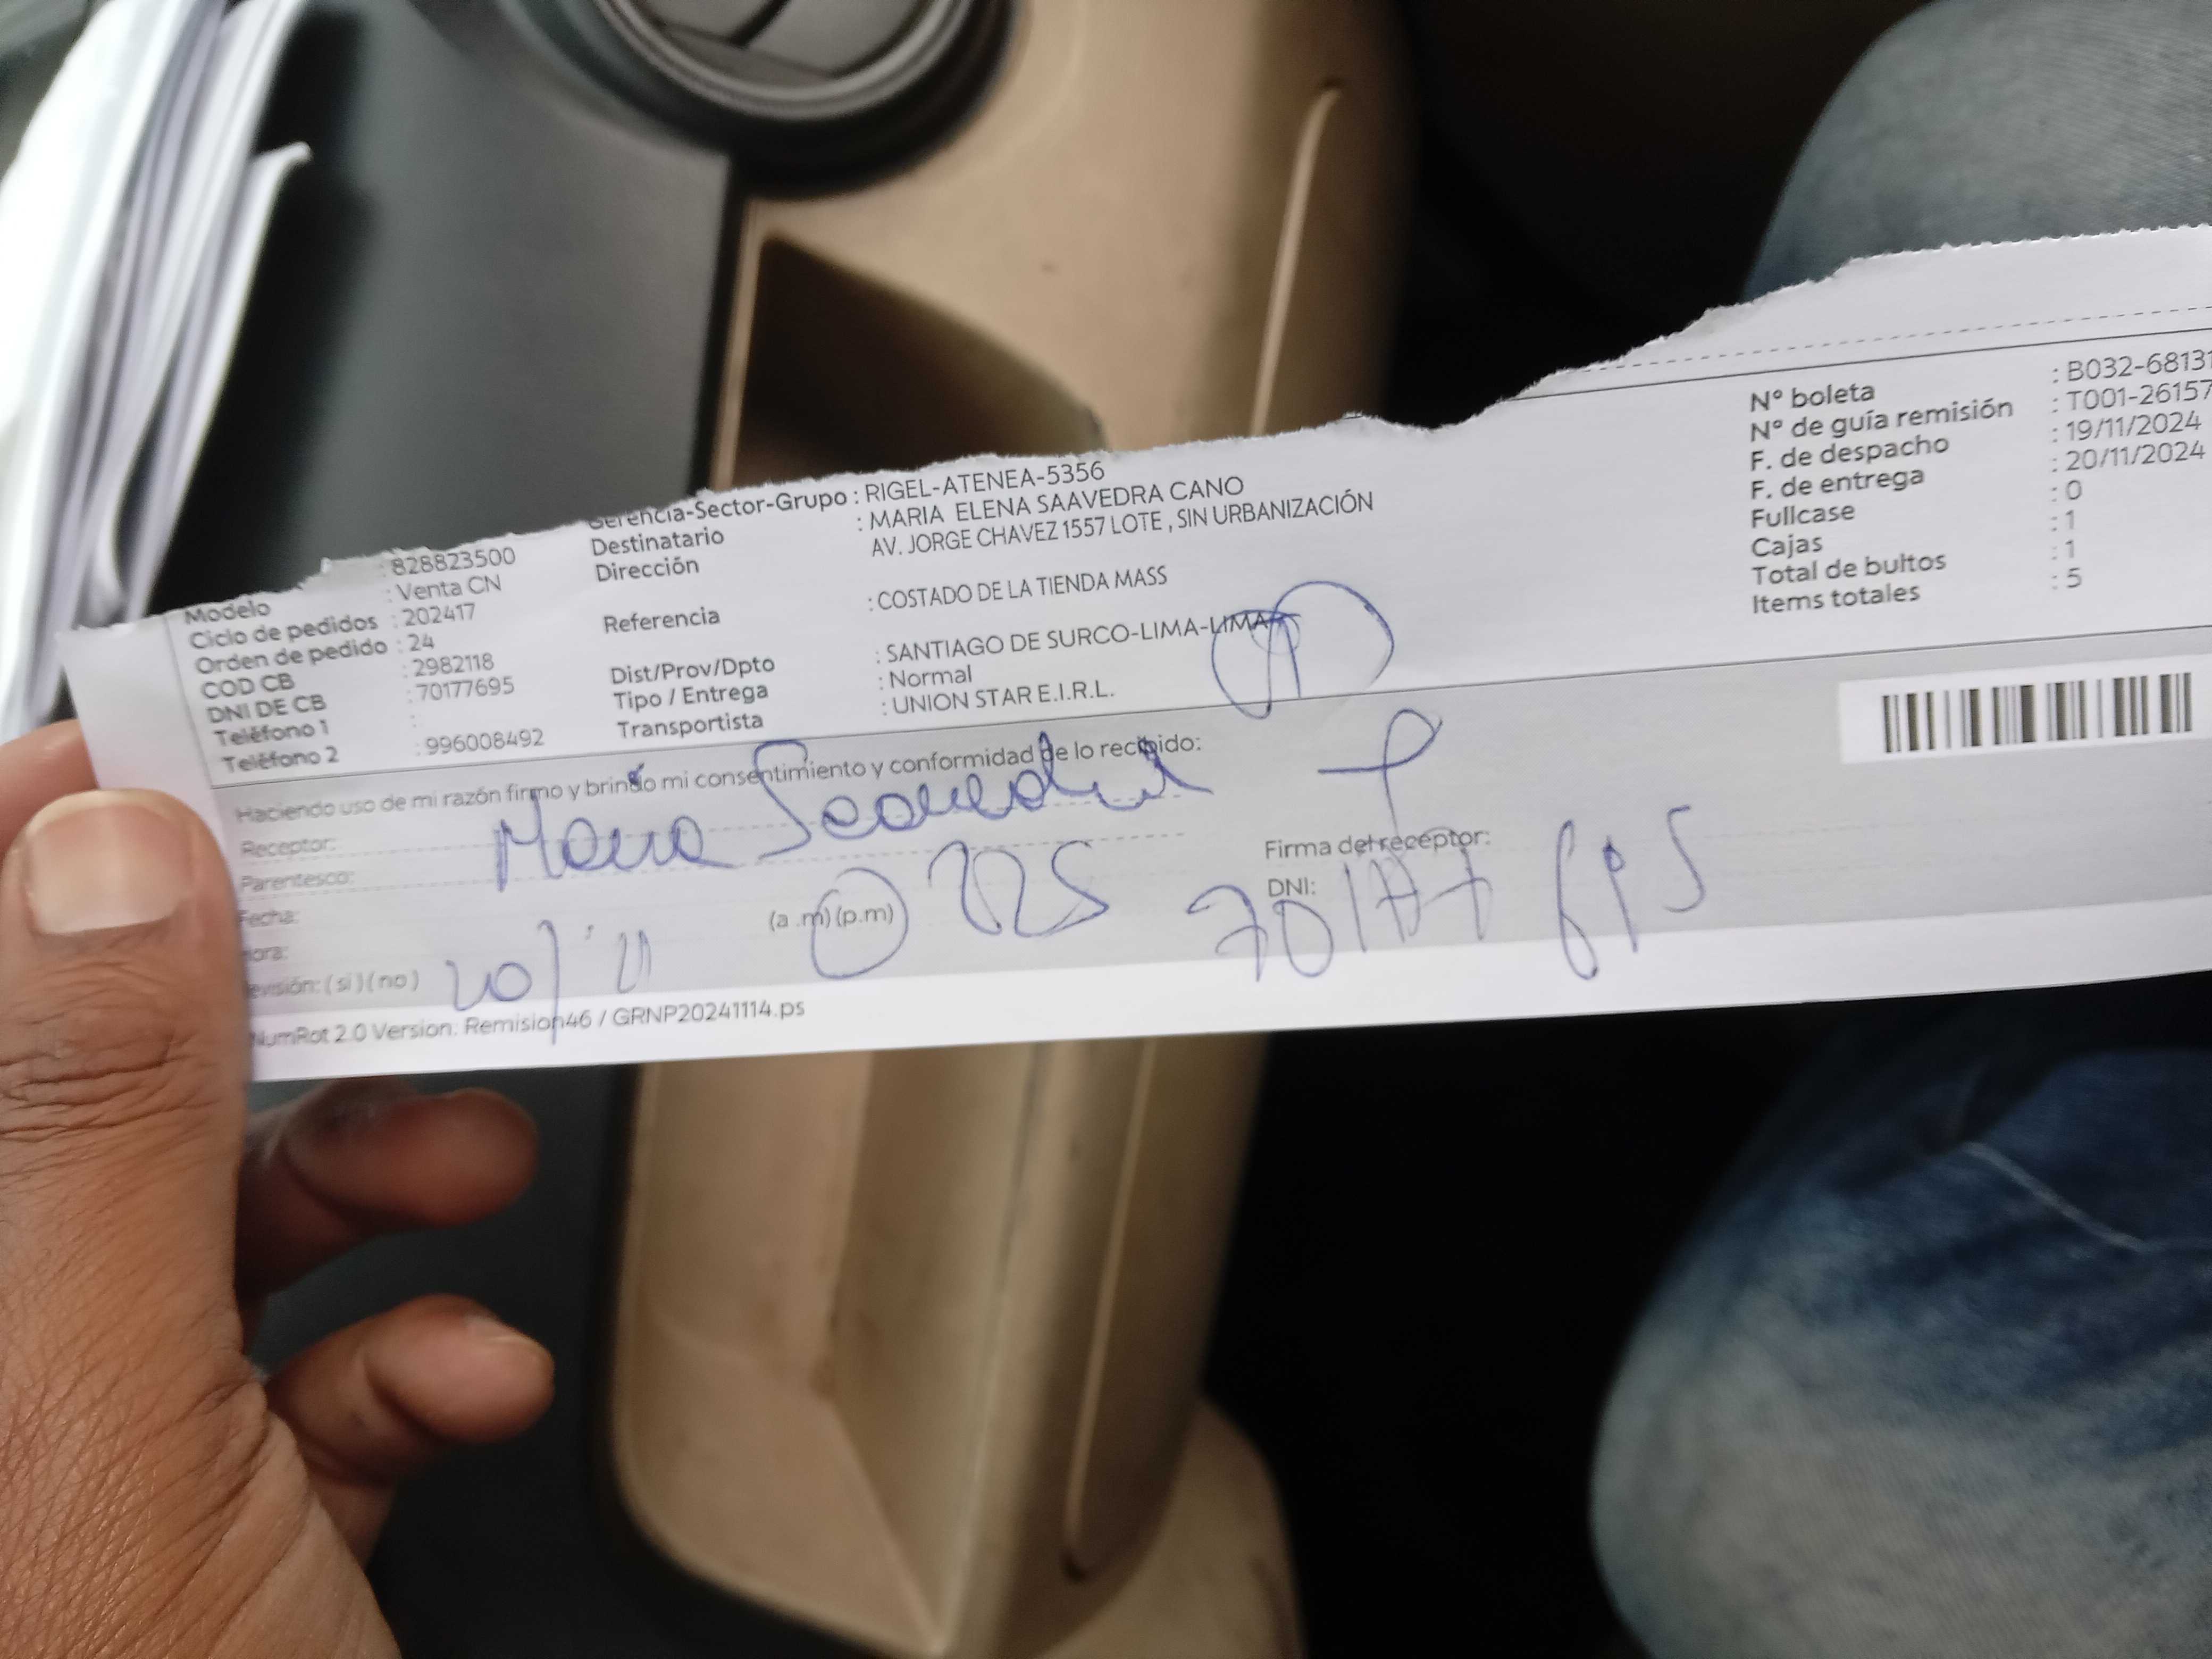 : 828823500
Modelo : Venta CN
Ciclo de pedidos : 202417
Orden de pedido : 24
COD CB : 2982118
DNI DE CB : 70177695
Teléfono 1 :
Teléfono 2 : 996008492
Gerencia-Sector-Grupo : RIGEL-ATENEA-5356
Destinatario : MARIA ELENA SAAVEDRA CANO
Dirección AV. JORGE CHAVEZ 1557 LOTE , SIN URBANIZACIÓN
Referencia : COSTADO DE LA TIENDA MASS
Dist/Prov/Dpto : SANTIAGO DE SURCO-LIMA-LIMA
Tipo / Entrega : Normal
Transportista : UNION STAR E.I.R.L.
N° boleta : B032-68131
N° de guía remisión : T001-26157
F. de despacho : 19/11/2024
F. de entrega : 20/11/2024
Fullcase : 0
Cajas : 1
Total de bultos : 1
Items totales : 5
Haciendo uso de mi razón firmo y brindo mi consentimiento y conformidad de lo recibido:
Receptor: Maria Saavedra
Parentesco:
Fecha: (a .m) (p.m) 225
hora:
evisión: ( si ) ( no ) 20/11
Firma del receptor:
DNI: 70177695
NumRot 2.0 Version: Remision46 / GRNP20241114.ps